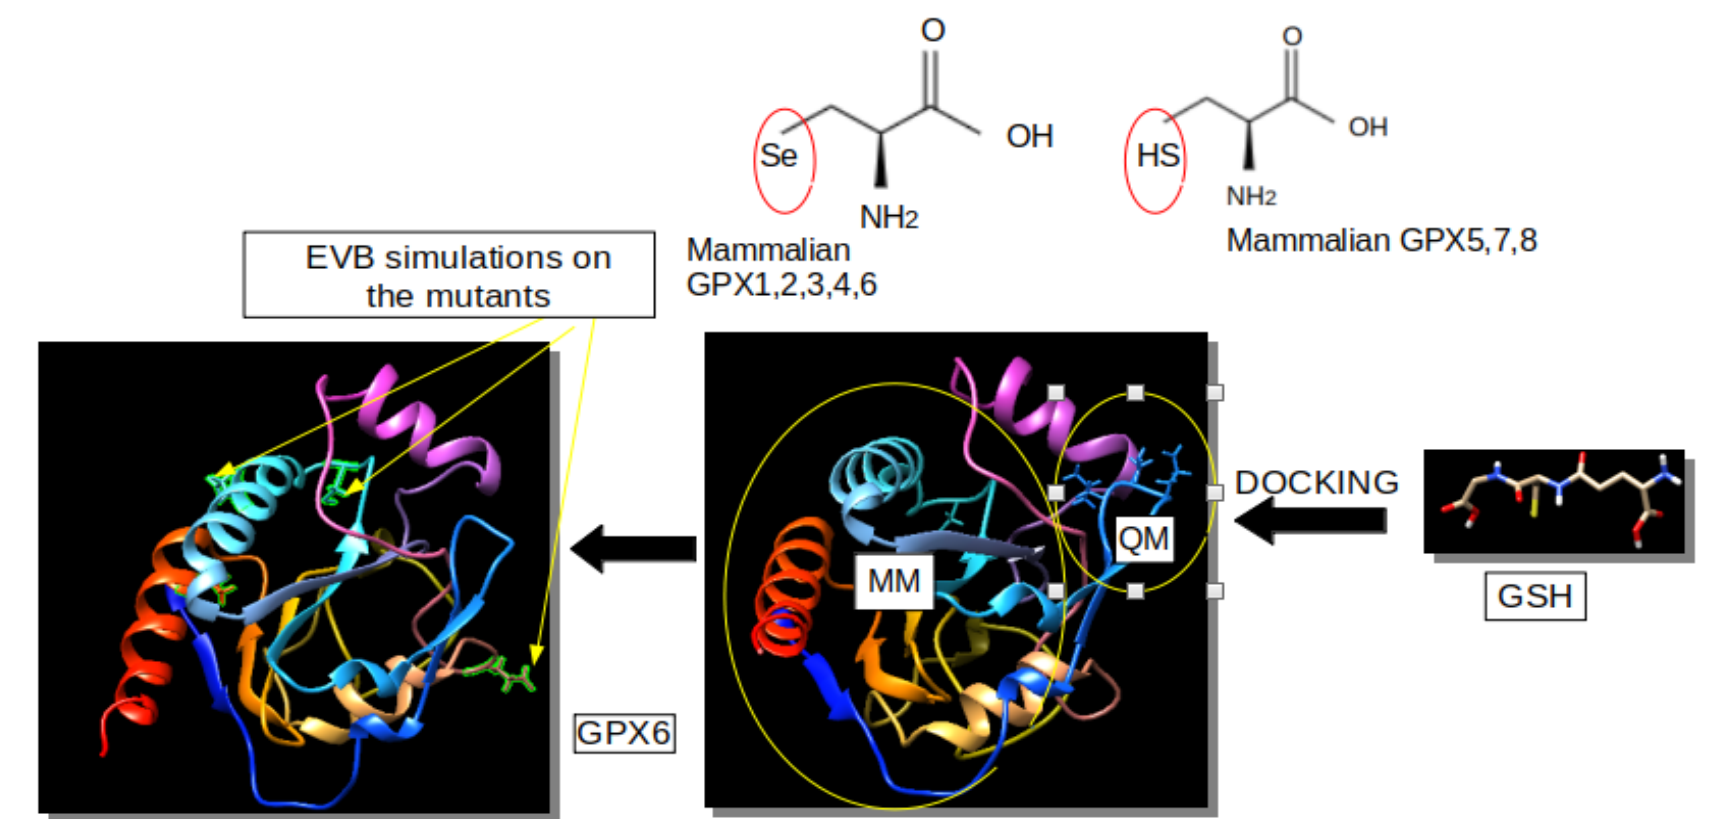 O
Se
OH
NH2
Mammalian
GPX1,2,3,4,6
O
HS
OH
NH2
Mammalian GPX5,7,8
EVB simulations on
the mutants
GPX6
MM
QM
DOCKING
GSH